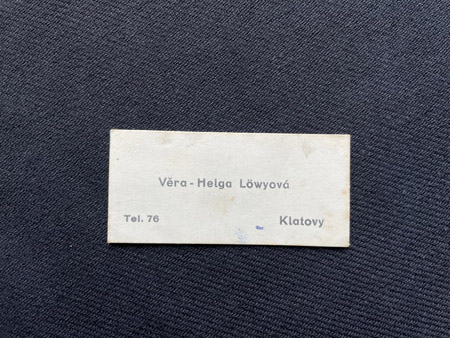 Věra - Helga Löwyová
Tel. 76 Klatovy